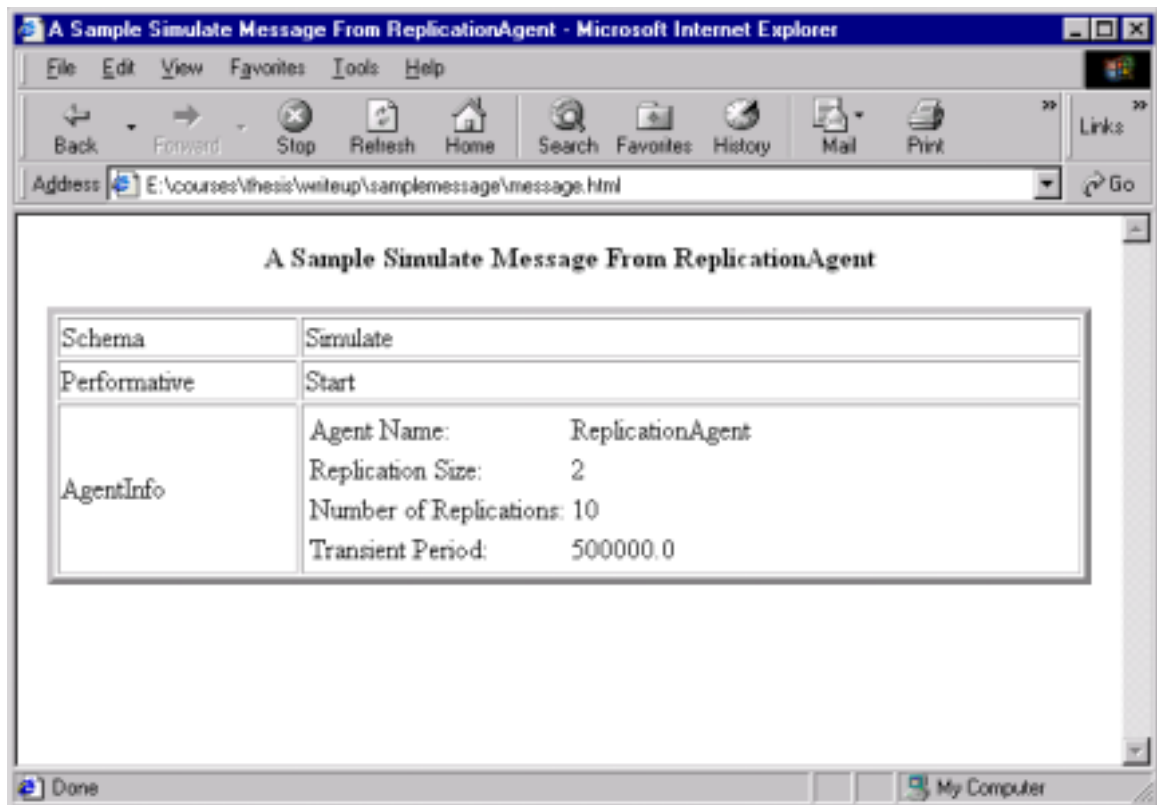 A Sample Simulate Message From ReplicationAgent - Microsoft Internet Explorer
File Edit View Favorites Tools Help
Back Forward Stop Refresh Home Search Favorites History Mail Print » Links »
Address E:\courses\thesis\writeup\samplemessage\message.html Go
A Sample Simulate Message From ReplicationAgent
Schema Simulate
Performative Start
AgentInfo
Agent Name: ReplicationAgent
Replication Size: 2
Number of Replications: 10
Transient Period: 500000.0
Done My Computer